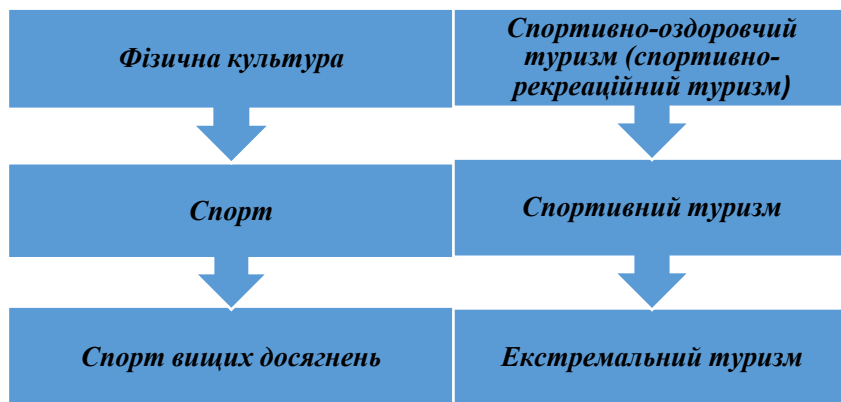 Фізична культура
Спортивно-оздоровчий
туризм (спортивно-
рекреаційний туризм)
Спорт
Спортивний туризм
Спорт вищих досягнень
Екстремальний туризм